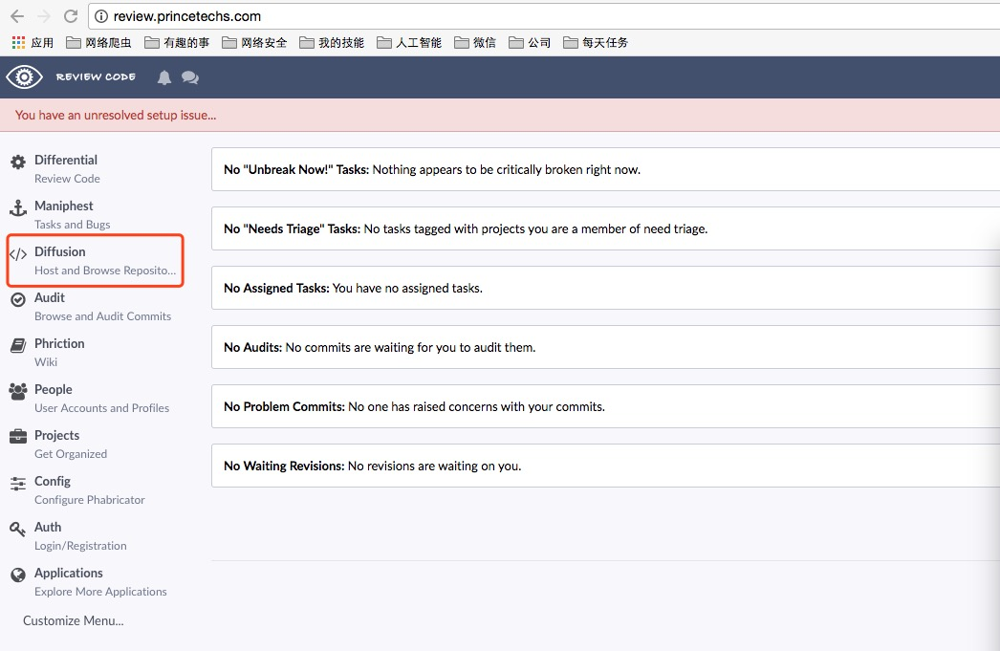 review.princetechs.com
应用 网络爬虫 有趣的事 网络安全 我的技能 人工智能 微信 公司 每天任务
REVIEW CODE
You have an unresolved setup issue...
Differential
Review Code
Maniphest
Tasks and Bugs
Diffusion
Host and Browse Reposito...
Audit
Browse and Audit Commits
Phriction
Wiki
People
User Accounts and Profiles
Projects
Get Organized
Config
Configure Phabricator
Auth
Login/Registration
Applications
Explore More Applications
Customize Menu...
No "Unbreak Now!" Tasks: Nothing appears to be critically broken right now.
No "Needs Triage" Tasks: No tasks tagged with projects you are a member of need triage.
No Assigned Tasks: You have no assigned tasks.
No Audits: No commits are waiting for you to audit them.
No Problem Commits: No one has raised concerns with your commits.
No Waiting Revisions: No revisions are waiting on you.